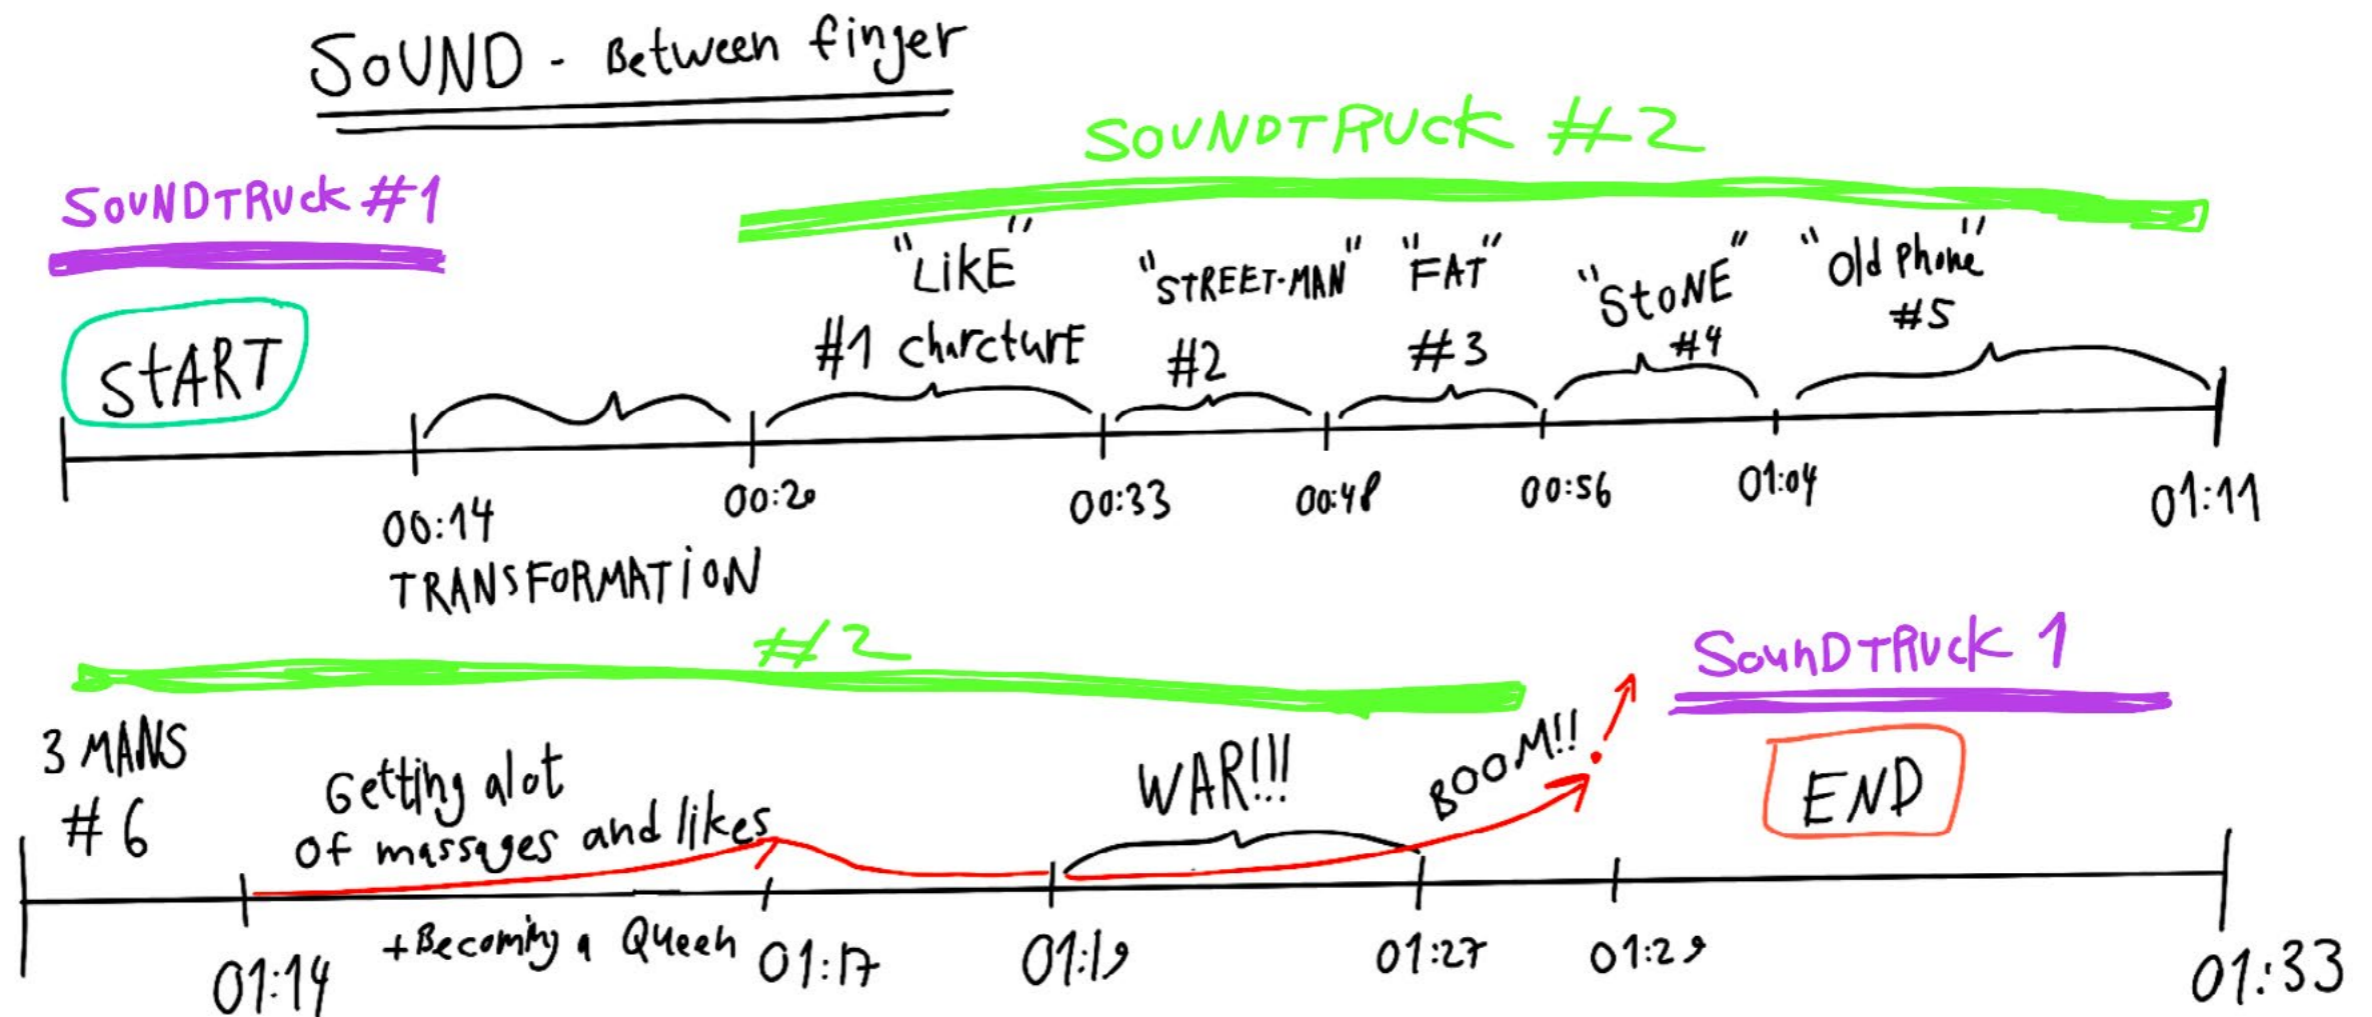 SOUND - Between finger
SOUNDTRUCK #2
SOUNDTRUCK #1
START
"LIKE"
#1 charcturE
"STREET-MAN"
#2
"FAT"
#3
"StoNE"
#4
"Old Phone"
#5
00:14
00:20
00:33
00:48
00:56
01:04
01:11
TRANSFORMATION
#2
SounDTRUCK 1
3 MANS
#6
Getting alot
of massages and likes
WAR!!!
BOOM!!
END
+Becoming a Queen
01:14
01:17
01:19
01:27
01:29
01:33